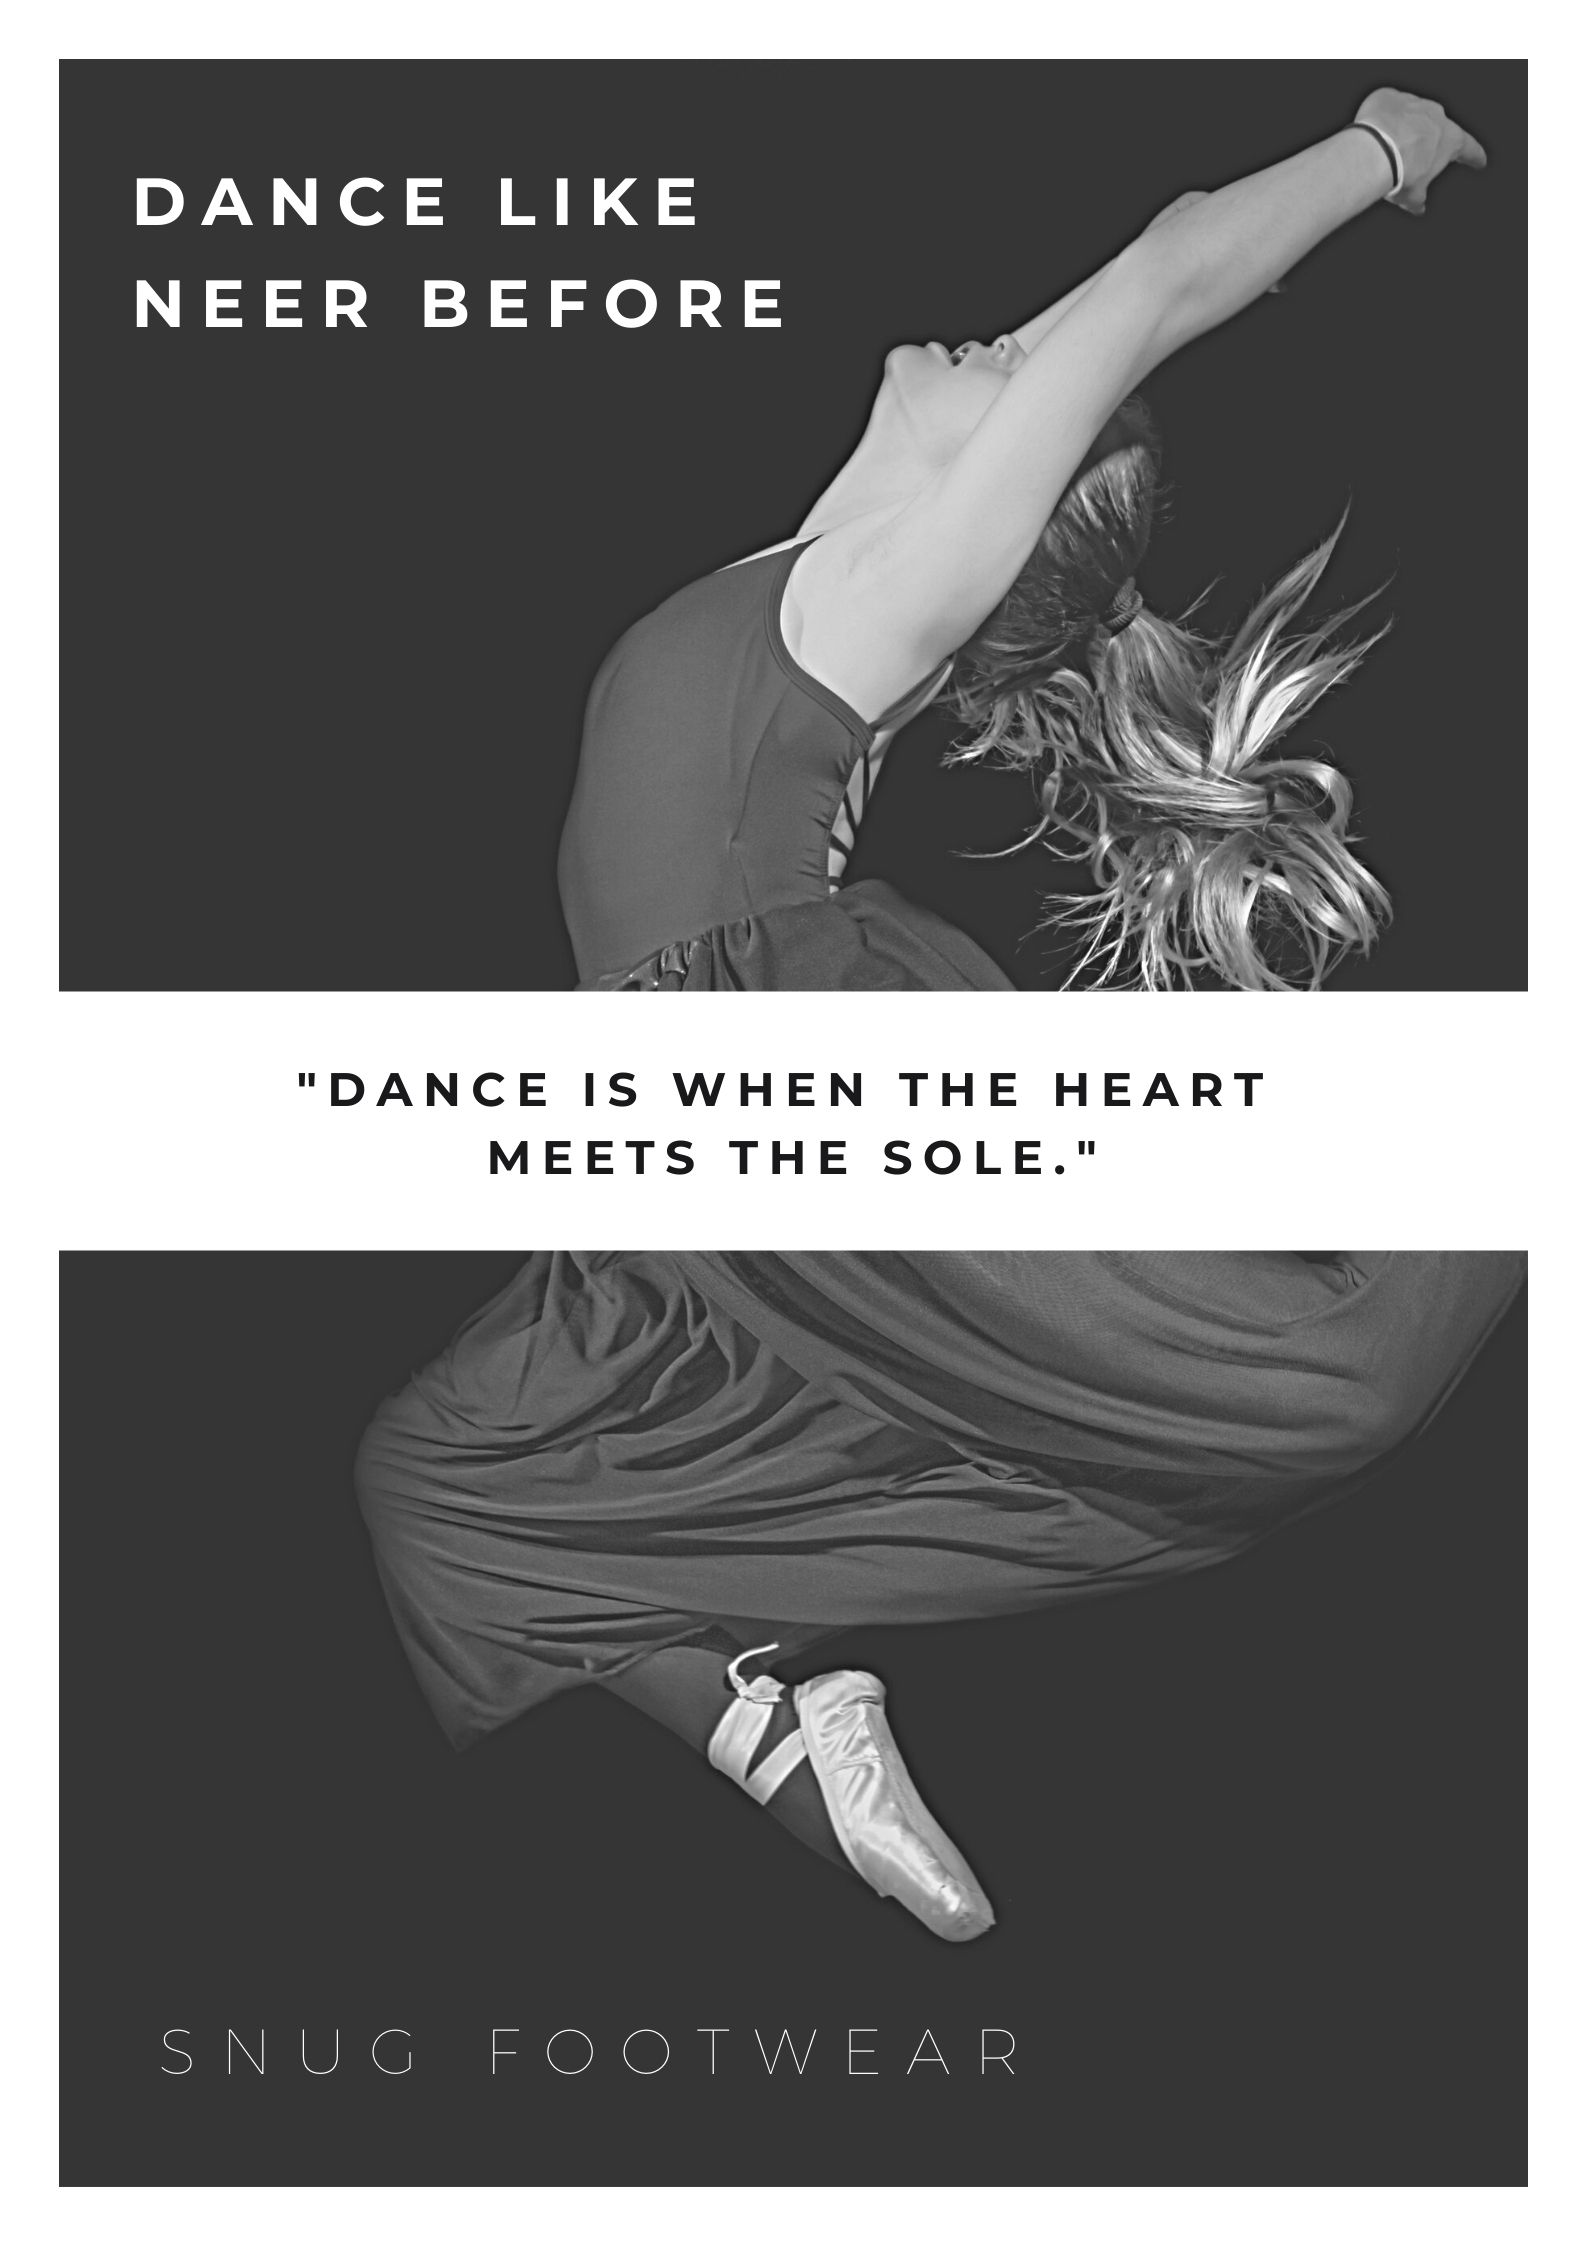 DANCE LIKE
NEER BEFORE
"DANCE IS WHEN THE HEART
MEETS THE SOLE."
SNUG FOOTWEAR